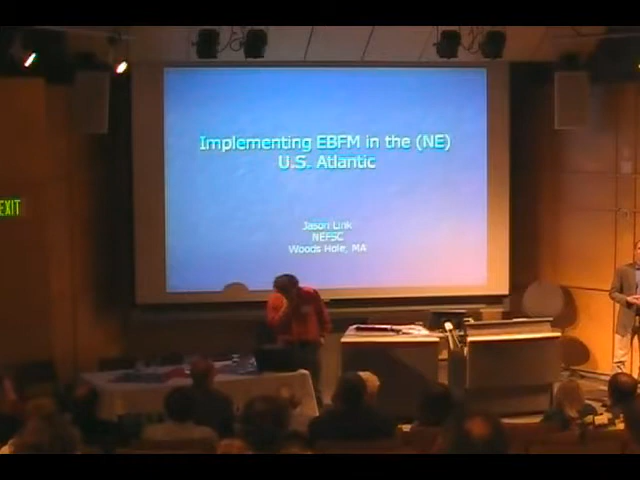 Implementing EBFM in the (NE)
U.S. Atlantic
Jason Link
NEFSC
Woods Hole, MA
EXIT